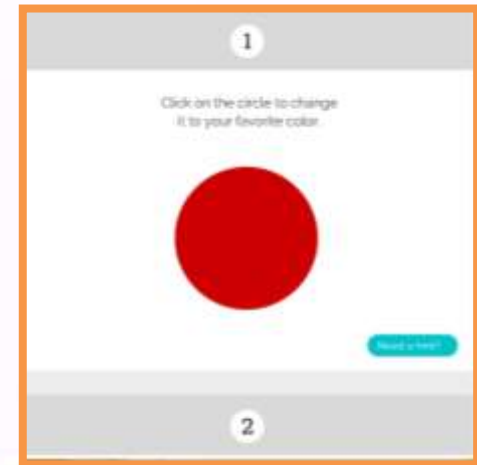 1
Click on the circle to change
it to your favorite color.
Need a hint?
2